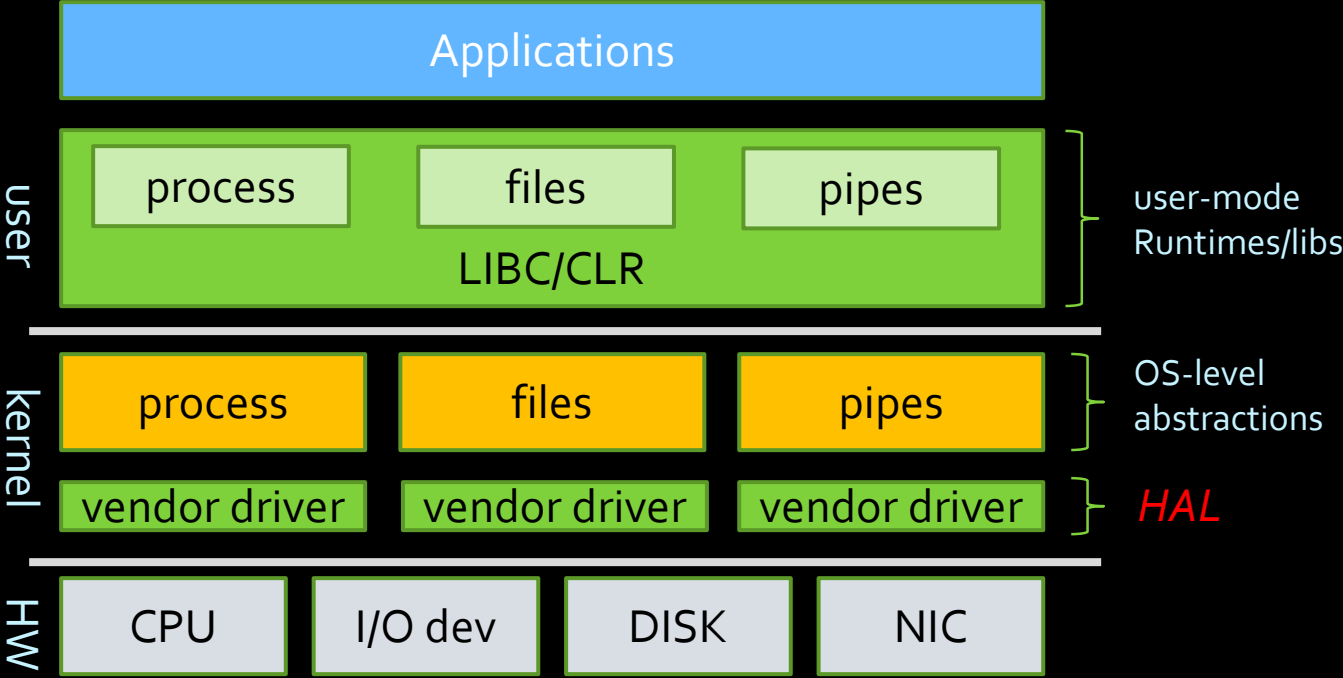 Applications
user
process
files
pipes
LIBC/CLR
user-mode
Runtimes/libs
kernel
process
files
pipes
OS-level
abstractions
vendor driver
vendor driver
vendor driver
HAL
HW
CPU
I/O dev
DISK
NIC